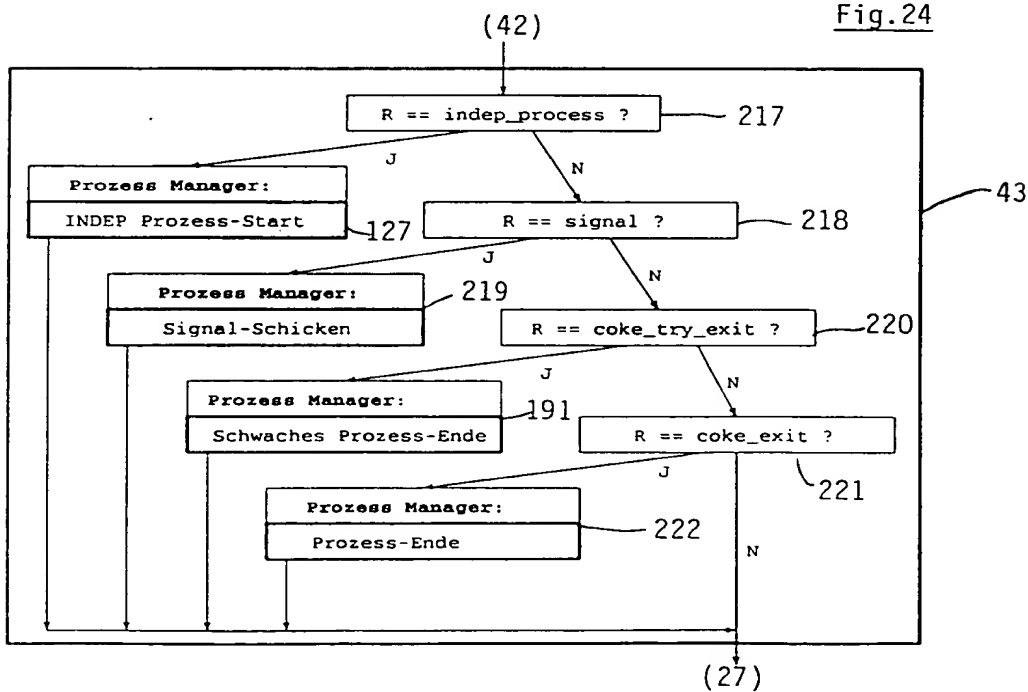 Fig.24
(42)
R == indep_process ?
217
J
N
Prozess Manager:
INDEP Prozess-Start
127
43
R == signal ?
218
J
N
Prozess Manager:
Signal-Schicken
219
R == coke_try_exit ?
220
J
N
Prozess Manager:
Schwaches Prozess-Ende
191
R == coke_exit ?
221
J
N
Prozess Manager:
Prozess-Ende
222
(27)